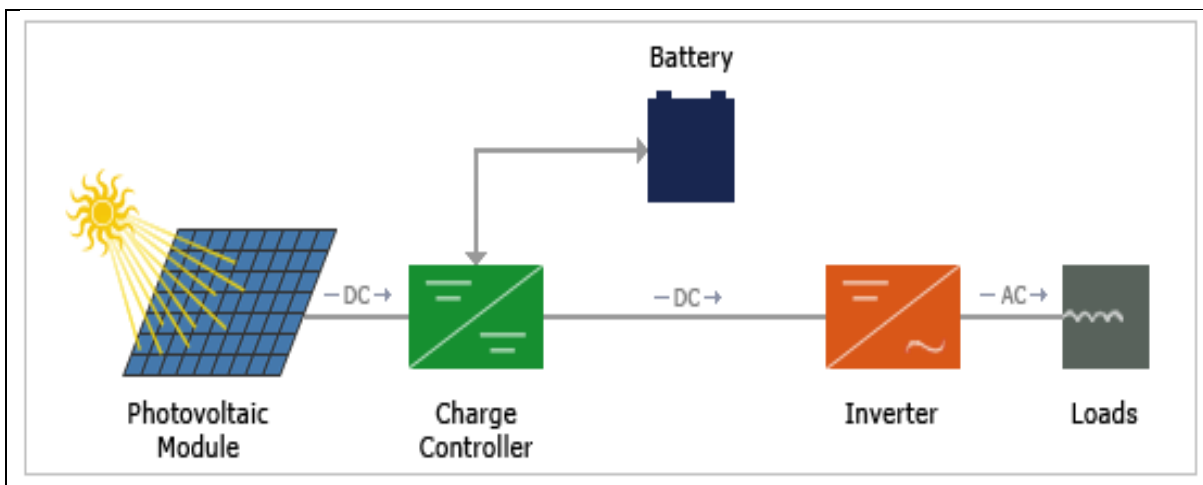 Battery
DC
DC
AC
Photovoltaic
Module
Charge
Controller
Inverter
Loads